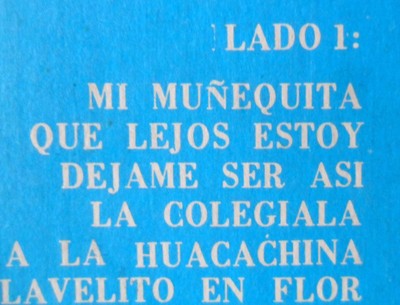 LADO 1:
MI MUÑEQUITA
QUE LEJOS ESTOY
DEJAME SER ASI
LA COLEGIALA
A LA HUACACHINA
LAVELITO EN FLOR